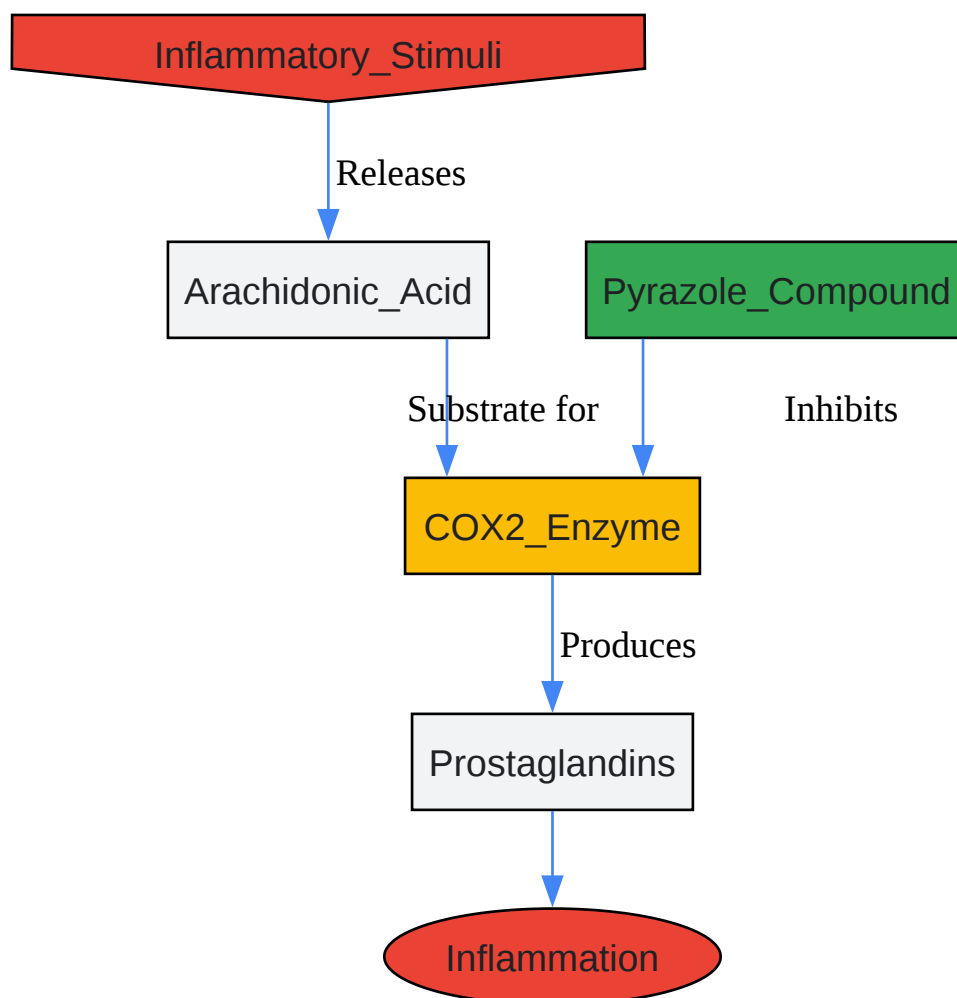 Inflammatory_Stimuli
Releases
Arachidonic_Acid
Pyrazole_Compound
Substrate for
Inhibits
COX2_Enzyme
Produces
Prostaglandins
Inflammation